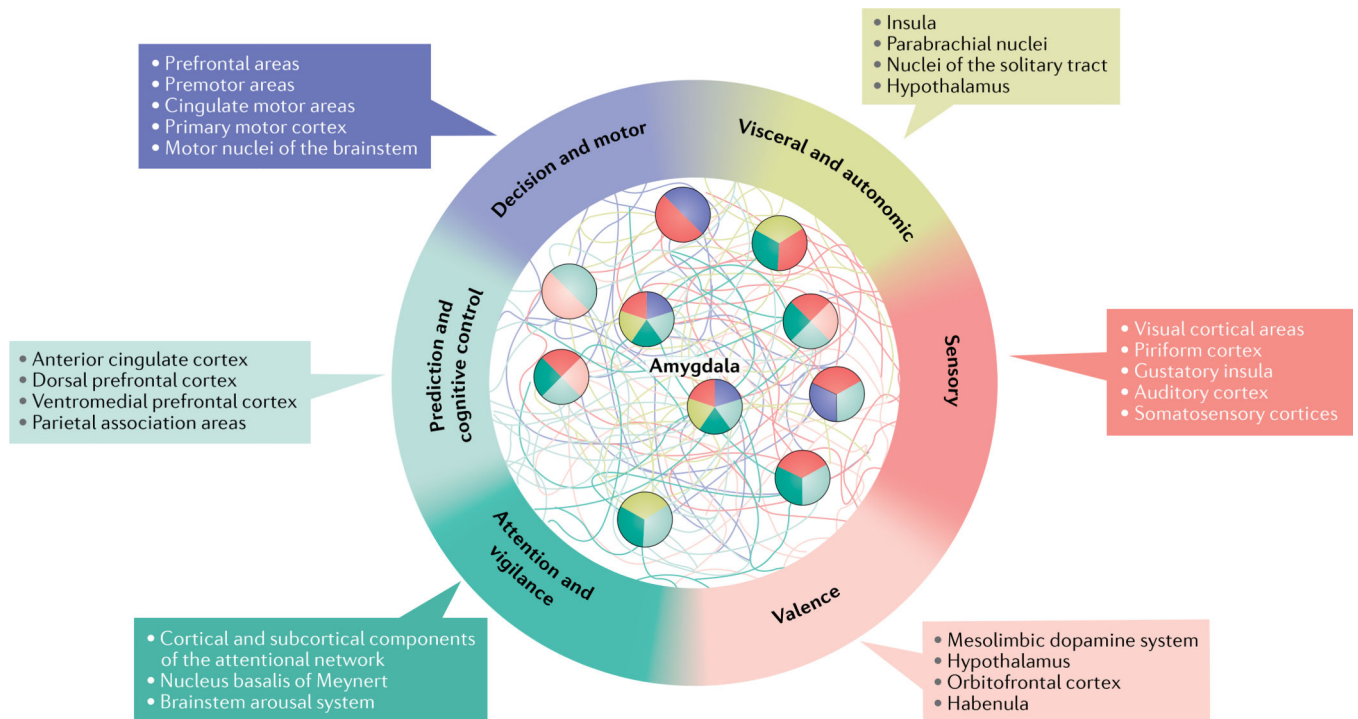 • Prefrontal areas
• Premotor areas
• Cingulate motor areas
• Primary motor cortex
• Motor nuclei of the brainstem
• Insula
• Parabrachial nuclei
• Nuclei of the solitary tract
• Hypothalamus
Decision and motor
Visceral and autonomic
• Anterior cingulate cortex
• Dorsal prefrontal cortex
• Ventromedial prefrontal cortex
• Parietal association areas
Prediction and
cognitive control
Amygdala
Sensory
• Visual cortical areas
• Piriform cortex
• Gustatory insula
• Auditory cortex
• Somatosensory cortices
Attention and
vigilance
Valence
• Cortical and subcortical components
of the attentional network
• Nucleus basalis of Meynert
• Brainstem arousal system
• Mesolimbic dopamine system
• Hypothalamus
• Orbitofrontal cortex
• Habenula